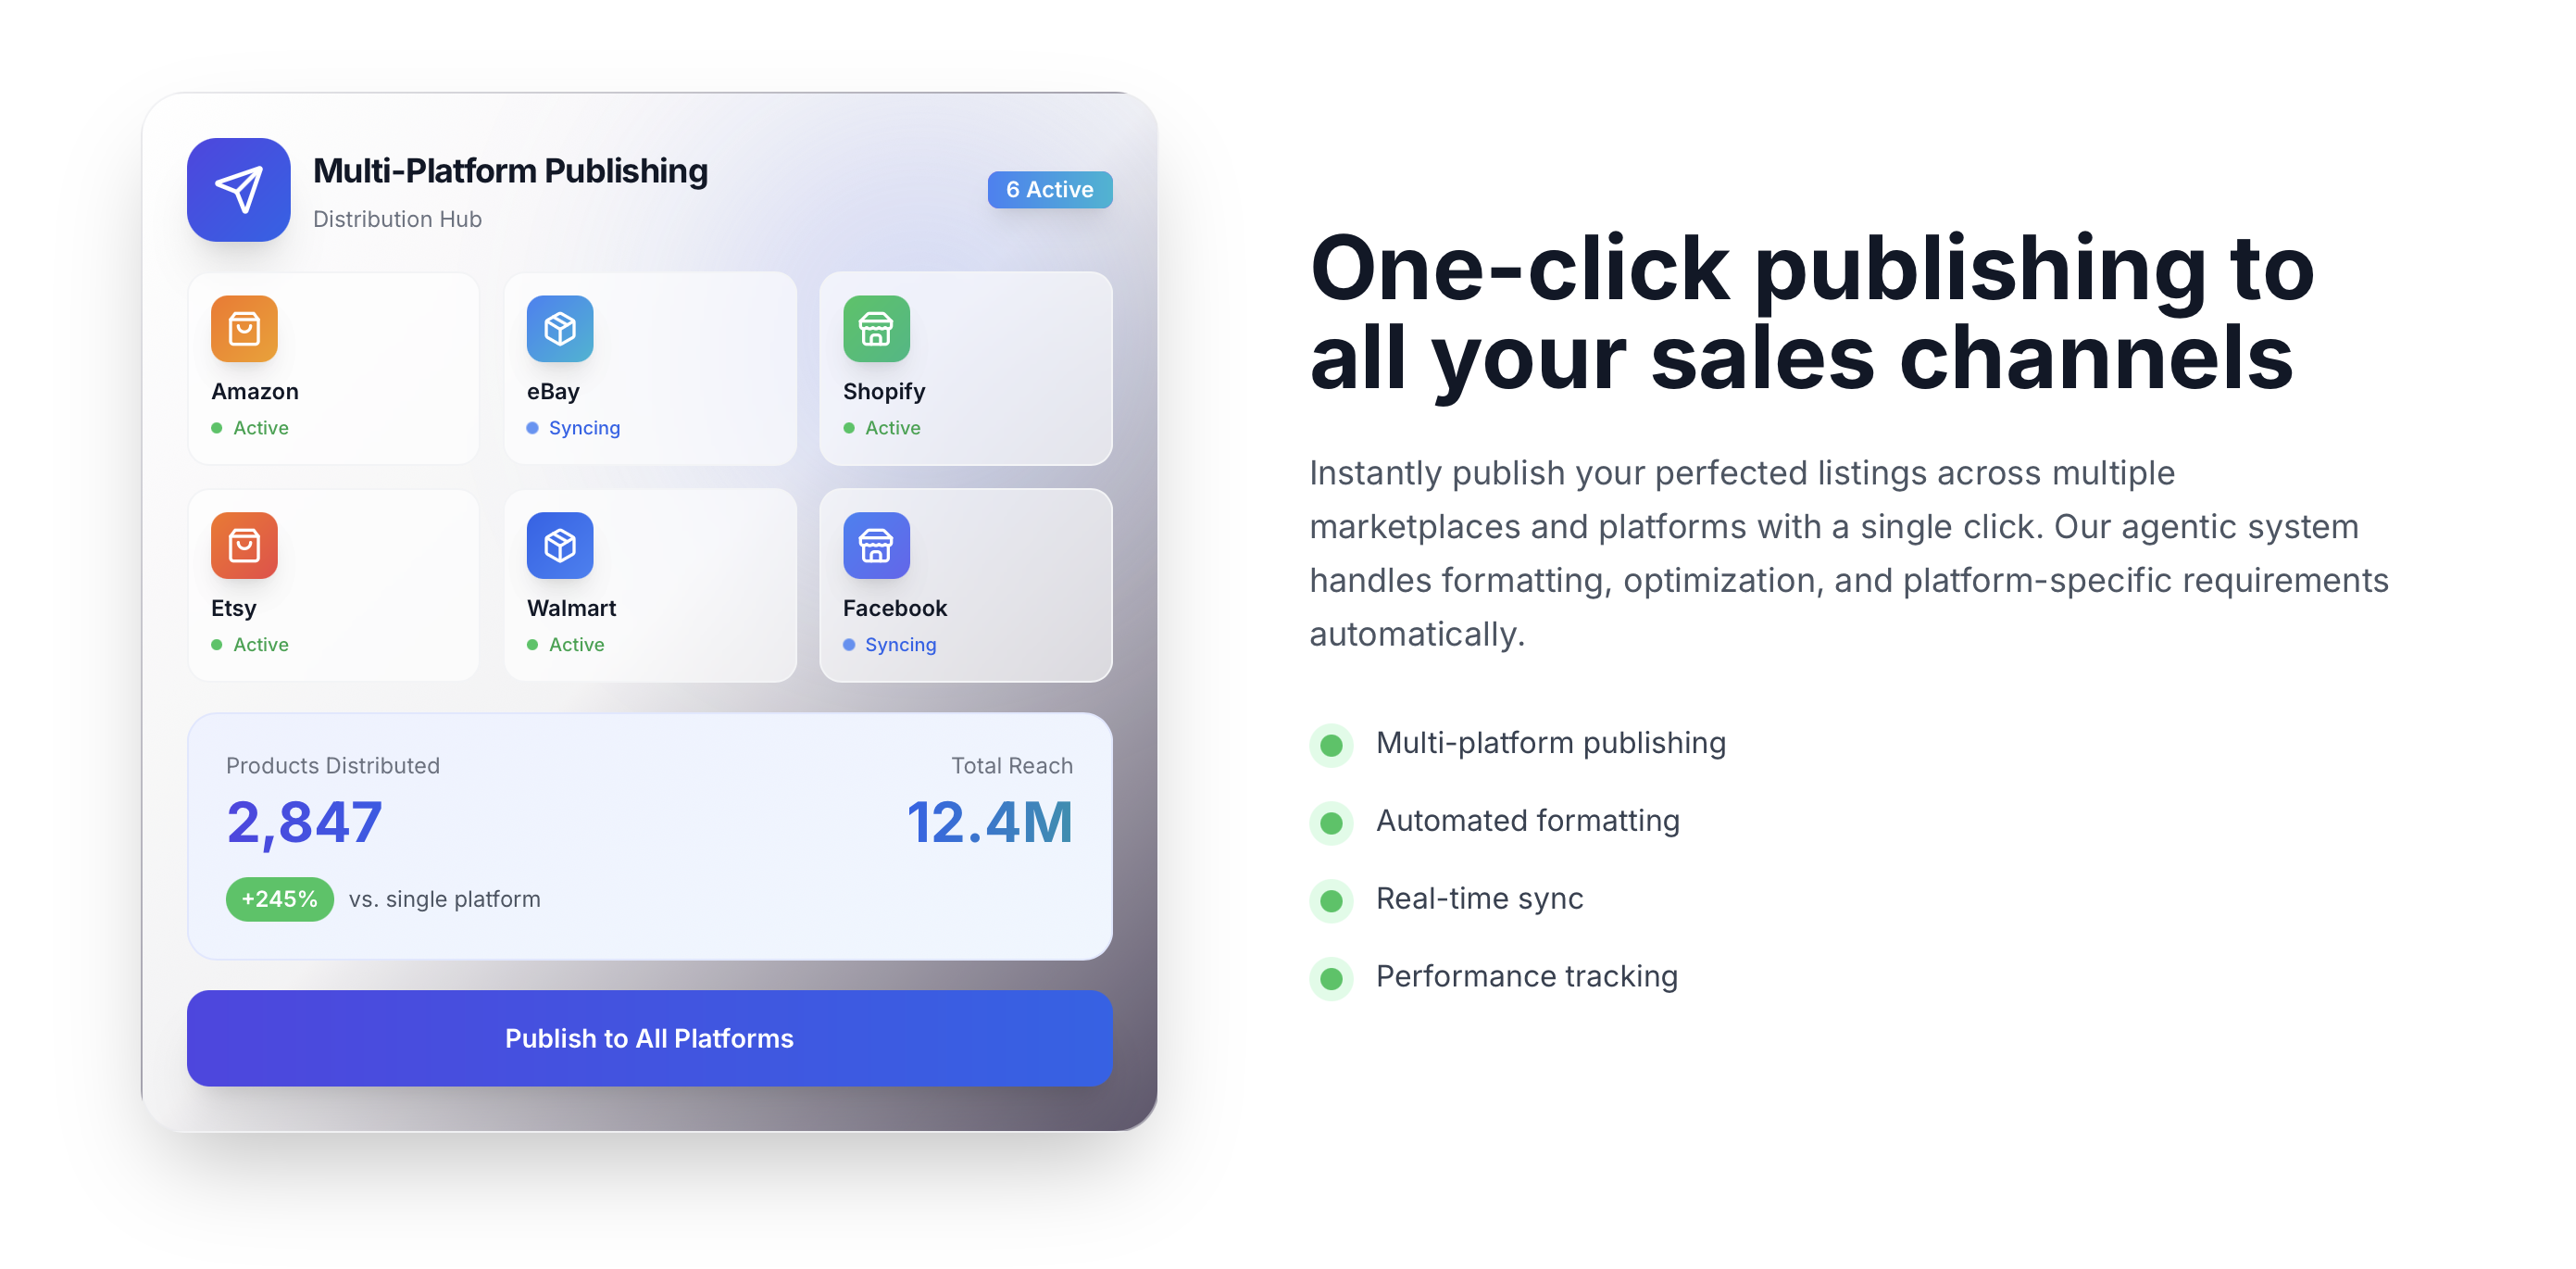 Multi-Platform Publishing
Distribution Hub
6 Active
Amazon
Active
eBay
Syncing
Shopify
Active
Etsy
Active
Walmart
Active
Facebook
Syncing
Products Distributed
2,847
Total Reach
12.4M
+245% vs. single platform
Publish to All Platforms
One-click publishing to
all your sales channels
Instantly publish your perfected listings across multiple
marketplaces and platforms with a single click. Our agentic system
handles formatting, optimization, and platform-specific requirements
automatically.
Multi-platform publishing
Automated formatting
Real-time sync
Performance tracking